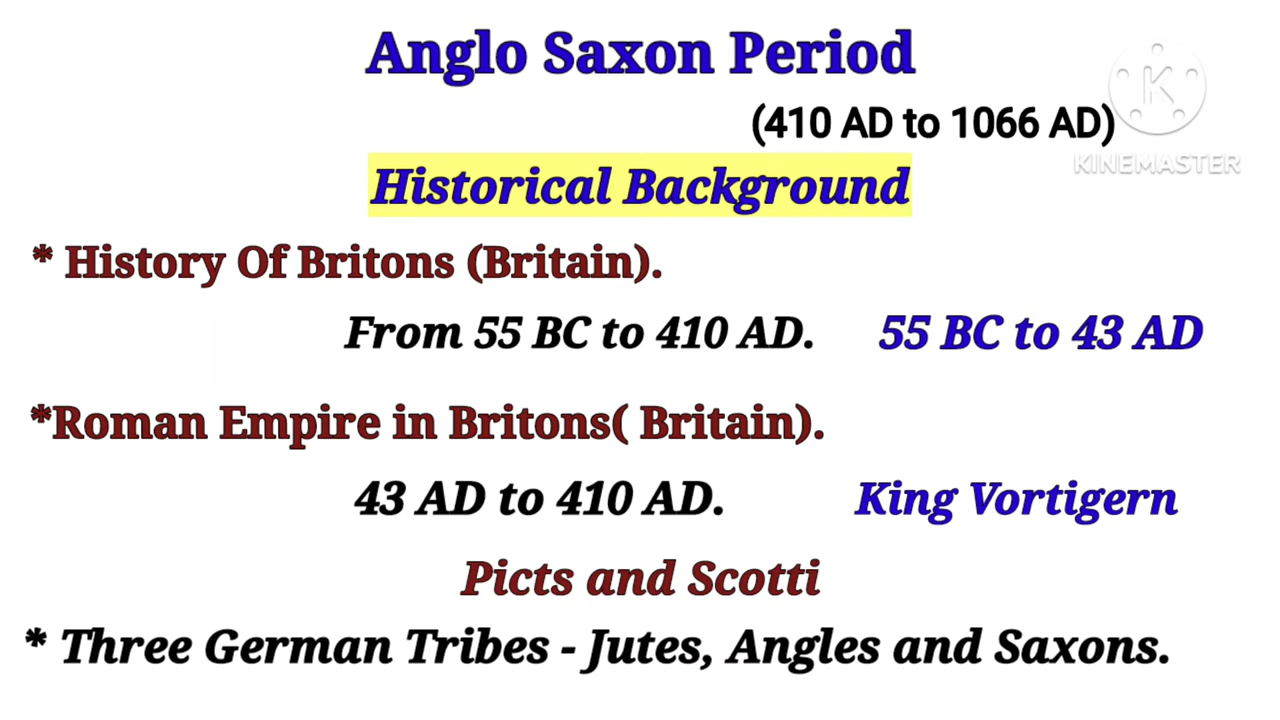 Anglo Saxon Period
(410 AD to 1066 AD)
K
KINEMASTER
Historical Background
* History Of Britons (Britain).
From 55 BC to 410 AD. 55 BC to 43 AD
*Roman Empire in Britons( Britain).
43 AD to 410 AD. King Vortigern
Picts and Scotti
* Three German Tribes - Jutes, Angles and Saxons.